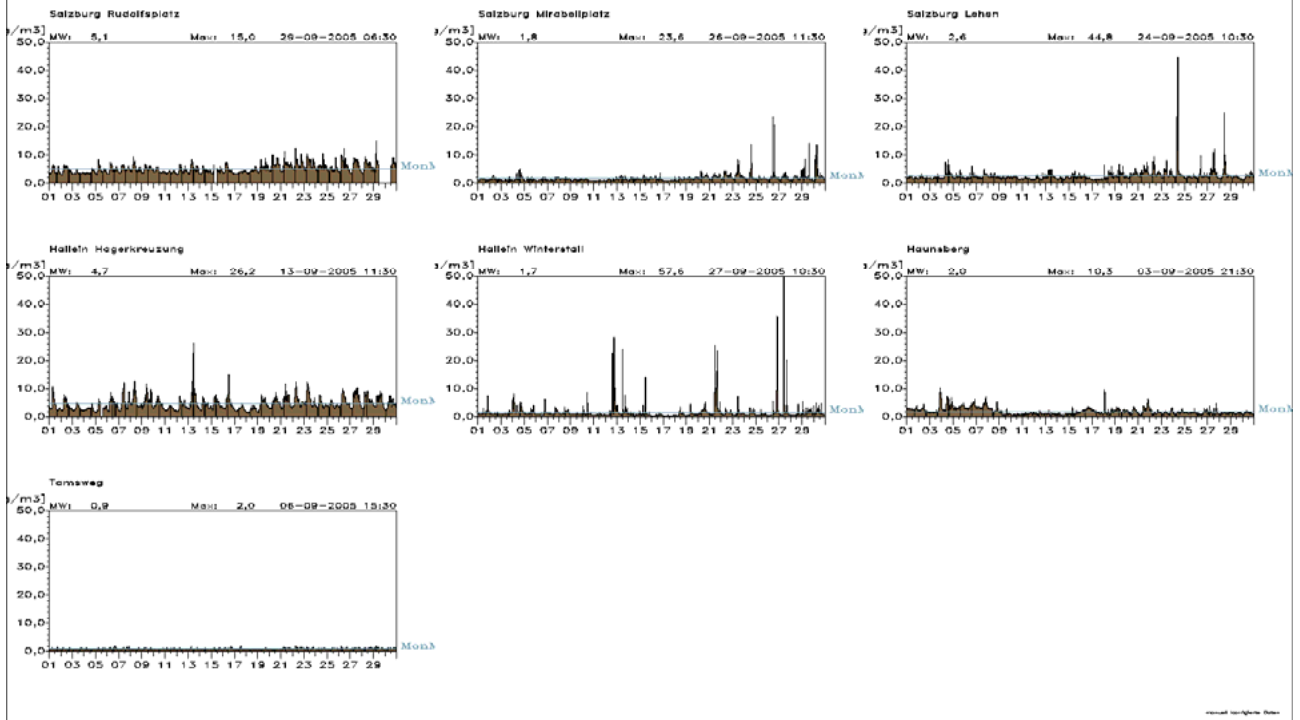 Salzburg Rudolfsplatz
g/m3] MW: 5,1 Max: 15,0 29-09-2005 06:30
50,0
40,0
30,0
20,0
10,0
0,0
MonM
01 03 05 07 09 11 13 15 17 19 21 23 25 27 29
Salzburg Mirabellplatz
g/m3] MW: 1,8 Max: 23,6 26-09-2005 11:30
50,0
40,0
30,0
20,0
10,0
0,0
MonM
01 03 05 07 09 11 13 15 17 19 21 23 25 27 29
Salzburg Lehen
g/m3] MW: 2,6 Max: 44,8 24-09-2005 10:30
50,0
40,0
30,0
20,0
10,0
0,0
MonM
01 03 05 07 09 11 13 15 17 19 21 23 25 27 29
Hallein Hagerkreuzung
g/m3] MW: 4,7 Max: 26,2 13-09-2005 11:30
50,0
40,0
30,0
20,0
10,0
0,0
MonM
01 03 05 07 09 11 13 15 17 19 21 23 25 27 29
Hallein Winterstall
g/m3] MW: 1,7 Max: 57,6 27-09-2005 10:30
50,0
40,0
30,0
20,0
10,0
0,0
MonM
01 03 05 07 09 11 13 15 17 19 21 23 25 27 29
Haunsberg
g/m3] MW: 2,0 Max: 10,3 03-09-2005 21:30
50,0
40,0
30,0
20,0
10,0
0,0
MonM
01 03 05 07 09 11 13 15 17 19 21 23 25 27 29
Tamsweg
g/m3] MW: 0,9 Max: 2,0 06-09-2005 15:30
50,0
40,0
30,0
20,0
10,0
0,0
MonM
01 03 05 07 09 11 13 15 17 19 21 23 25 27 29